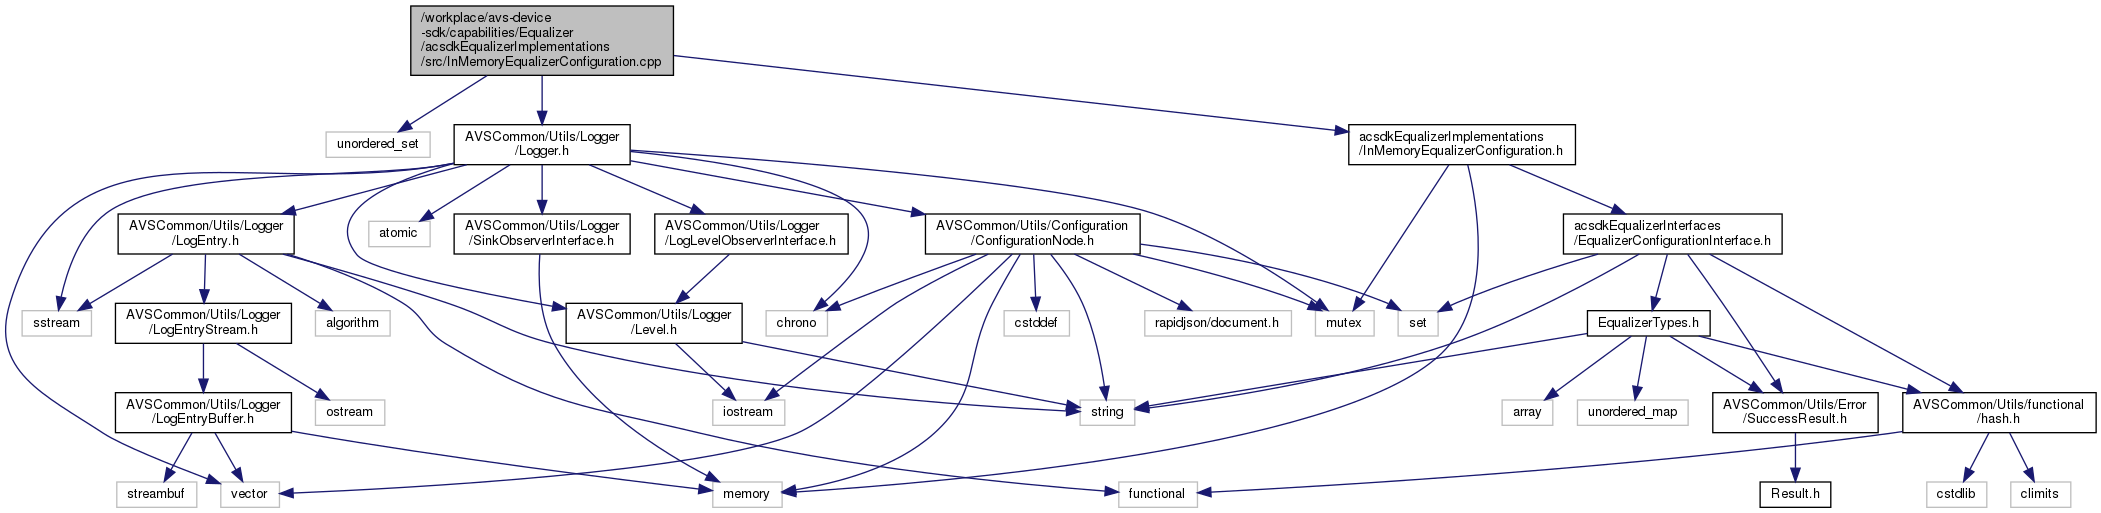 /workplace/avs-device
-sdk/capabilities/Equalizer
/acsdkEqualizerImplementations
/src/InMemoryEqualizerConfiguration.cpp
unordered_set
AVSCommon/Utils/Logger
/Logger.h
acsdkEqualizerImplementations
/InMemoryEqualizerConfiguration.h
AVSCommon/Utils/Logger
/LogEntry.h
atomic
AVSCommon/Utils/Logger
/SinkObserverInterface.h
AVSCommon/Utils/Logger
/LogLevelObserverInterface.h
AVSCommon/Utils/Configuration
/ConfigurationNode.h
acsdkEqualizerInterfaces
/EqualizerConfigurationInterface.h
sstream
AVSCommon/Utils/Logger
/LogEntryStream.h
algorithm
AVSCommon/Utils/Logger
/Level.h
chrono
cstddef
rapidjson/document.h
mutex
set
EqualizerTypes.h
AVSCommon/Utils/Logger
/LogEntryBuffer.h
ostream
iostream
string
array
unordered_map
AVSCommon/Utils/Error
/SuccessResult.h
AVSCommon/Utils/functional
/hash.h
streambuf
vector
memory
functional
Result.h
cstdlib
climits